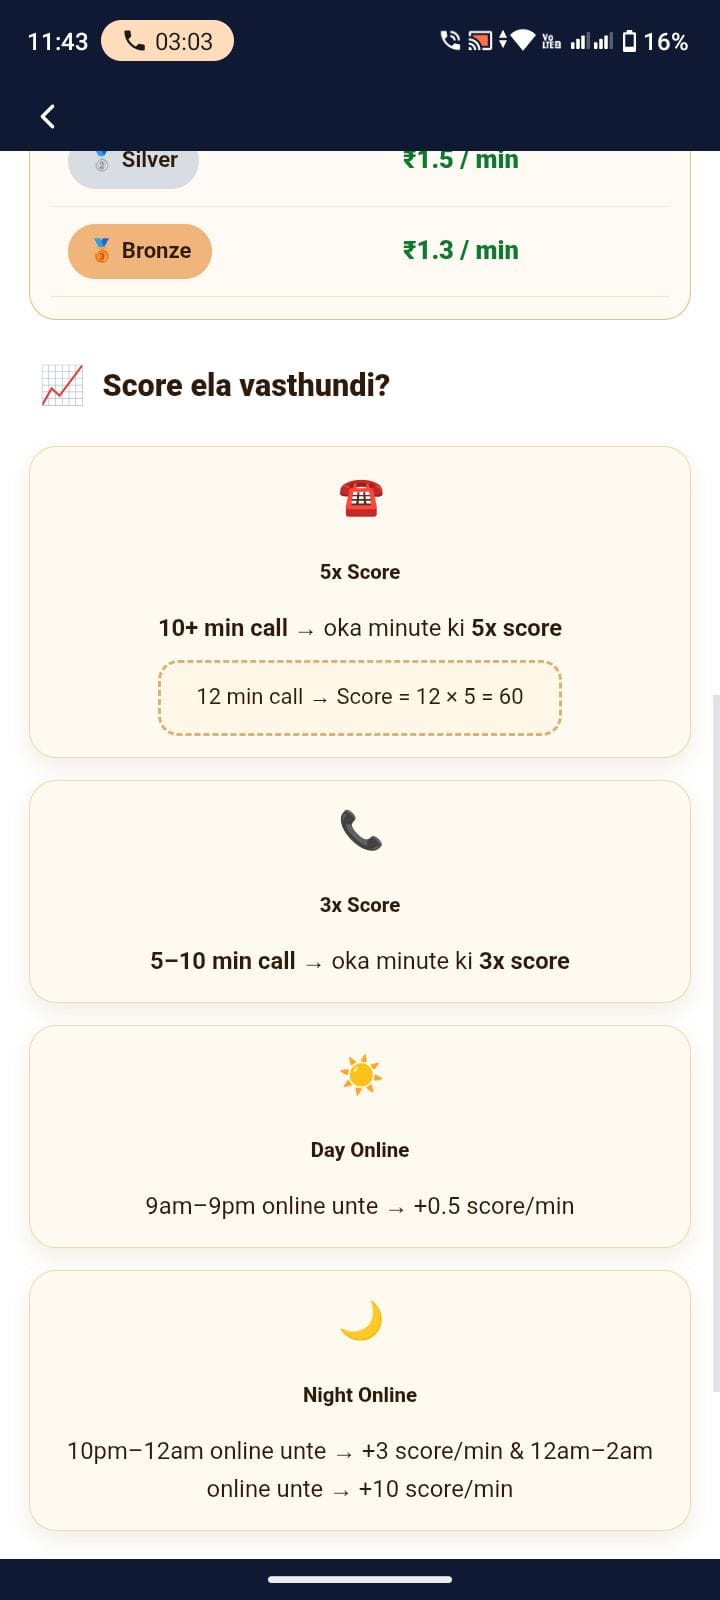 11:43 03:03 16%
Silver ₹1.5 / min
Bronze ₹1.3 / min
Score ela vasthundi?
5x Score
10+ min call → oka minute ki 5x score
12 min call → Score = 12 × 5 = 60
3x Score
5–10 min call → oka minute ki 3x score
Day Online
9am–9pm online unte → +0.5 score/min
Night Online
10pm–12am online unte → +3 score/min & 12am–2am
online unte → +10 score/min